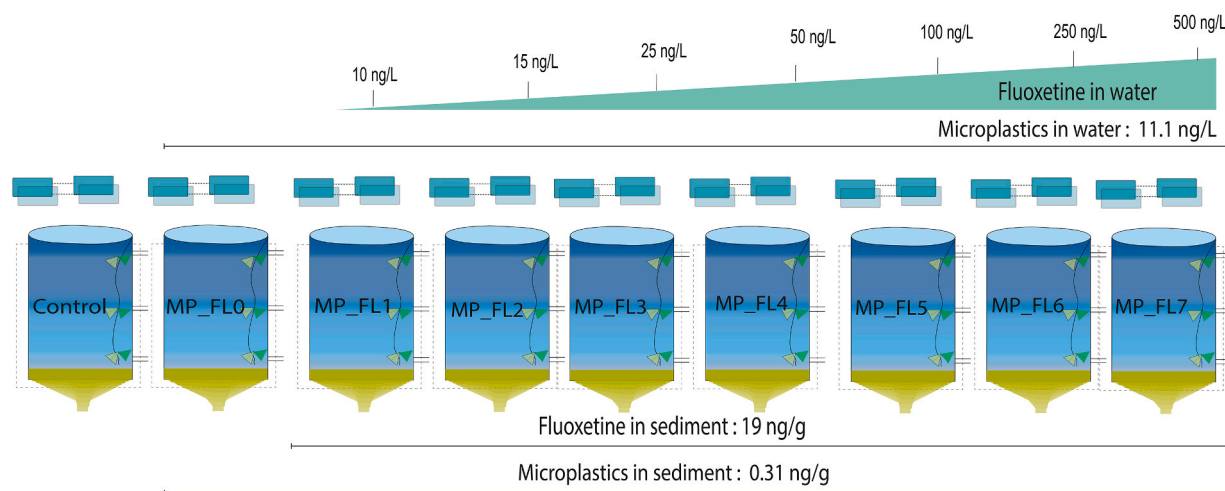 500 ng/L
250 ng/L
100 ng/L
50 ng/L
25 ng/L
15 ng/L
10 ng/L
Fluoxetine in water
Microplastics in water : 11.1 ng/L
Control
MP_FL0
MP_FL1
MP_FL2
MP_FL3
MP_FL4
MP_FL5
MP_FL6
MP_FL7
Fluoxetine in sediment : 19 ng/g
Microplastics in sediment : 0.31 ng/g